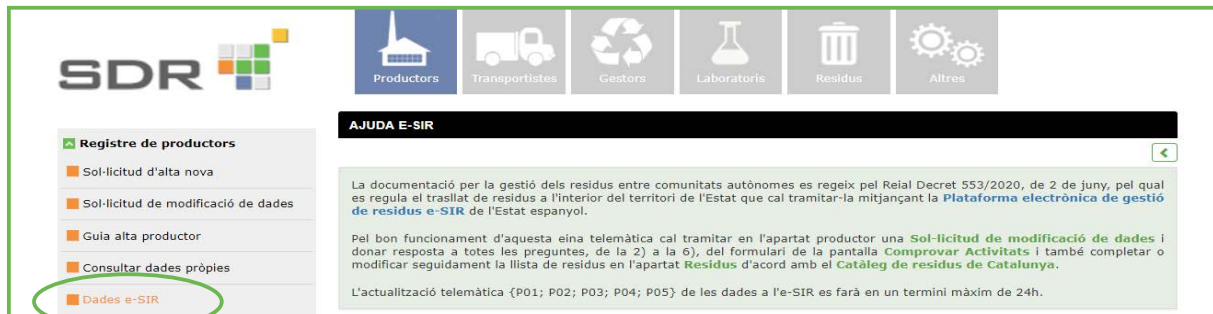 SDR
Productors
Transportistes
Gestors
Laboratoris
Residus
Altres
Registre de productors
Sol·licitud d'alta nova
Sol·licitud de modificació de dades
Guia alta productor
Consultar dades pròpies
Dades e-SIR
AJUDA E-SIR
La documentació per la gestió dels residus entre comunitats autònomes es regeix pel Reial Decret 553/2020, de 2 de juny, pel qual
es regula el trasllat de residus a l'interior del territori de l'Estat que cal tramitar-la mitjançant la Plataforma electrònica de gestió
de residus e-SIR de l'Estat espanyol.
Pel bon funcionament d'aquesta eina telemàtica cal tramitar en l'apartat productor una Sol-licitud de modificació de dades i
donar resposta a totes les preguntes, de la 2) a la 6), del formulari de la pantalla Comprovar Activitats i també completar o
modificar seguidament la llista de residus en l'apartat Residus d'acord amb el Catàleg de residus de Catalunya.
L'actualització telemàtica {P01; P02; P03; P04; P05} de les dades a l'e-SIR es farà en un termini màxim de 24h.